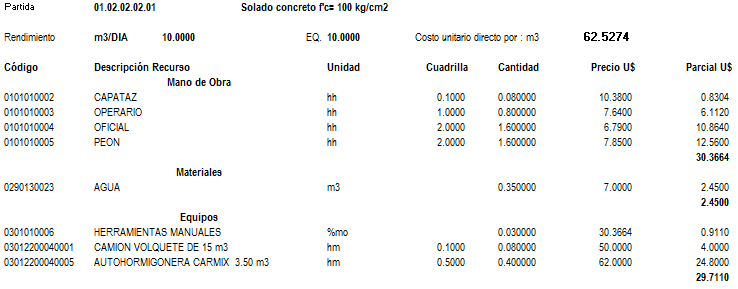 Partida 01.02.02.02.01 Solado concreto f'c= 100 kg/cm2
Rendimiento m3/DIA 10.0000 EQ. 10.0000 Costo unitario directo por : m3 62.5274
Código Descripción Recurso Unidad Cuadrilla Cantidad Precio U$ Parcial U$
Mano de Obra
0101010002 CAPATAZ hh 0.1000 0.080000 10.3800 0.8304
0101010003 OPERARIO hh 1.0000 0.800000 7.6400 6.1120
0101010004 OFICIAL hh 2.0000 1.600000 6.7900 10.8640
0101010005 PEON hh 2.0000 1.600000 7.8500 12.5600
30.3664
Materiales
0290130023 AGUA m3 0.350000 7.0000 2.4500
2.4500
Equipos
0301010006 HERRAMIENTAS MANUALES %mo 0.030000 30.3664 0.9110
03012200040001 CAMION VOLQUETE DE 15 m3 hm 0.1000 0.080000 50.0000 4.0000
03012200040005 AUTOHORMIGONERA CARMIX 3.50 m3 hm 0.5000 0.400000 62.0000 24.8000
29.7110